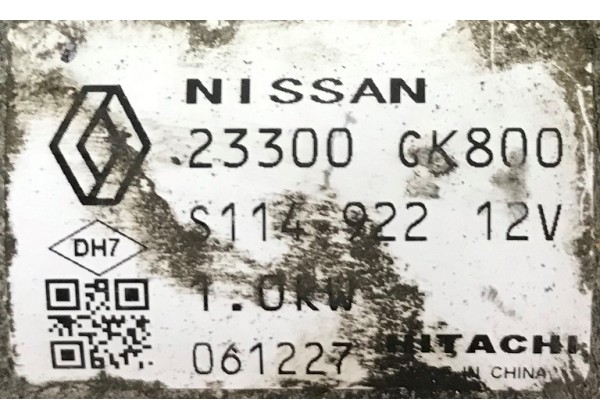 NISSAN
23300 CK800
S114 922 12V
DH7
1.0kW
061227 HITACHI
IN CHINA